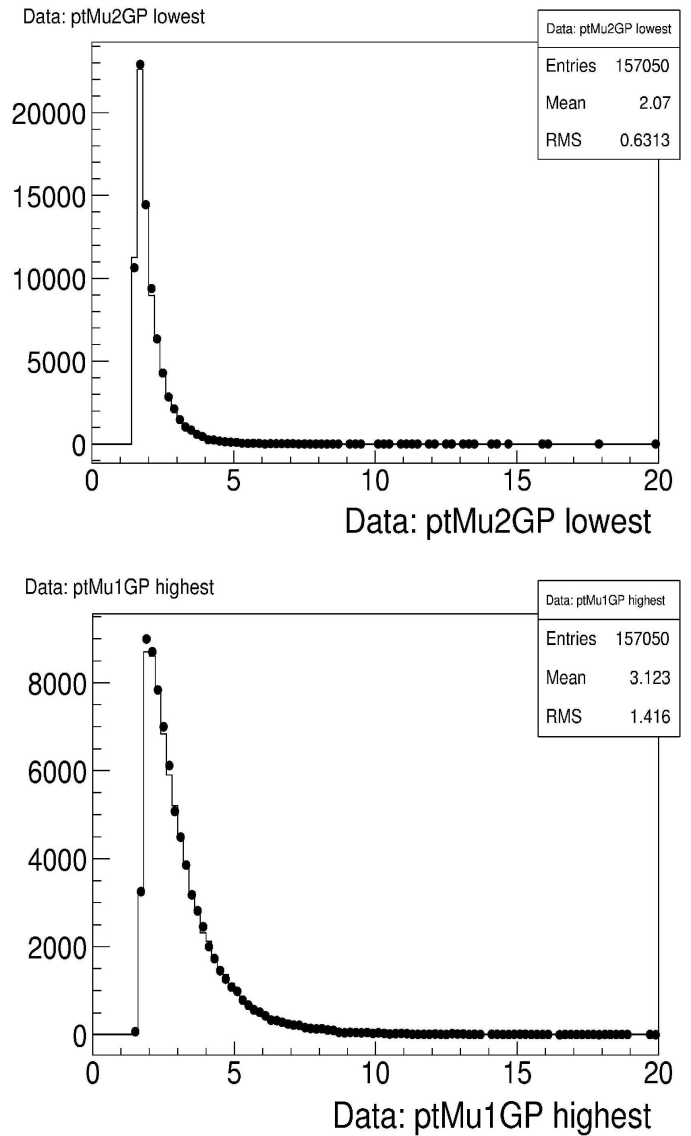 Data: ptMu2GP lowest
Data: ptMu2GP lowest
Entries 157050
Mean 2.07
RMS 0.6313
20000
15000
10000
5000
0
0 5 10 15 20
Data: ptMu2GP lowest
Data: ptMu1GP highest
Data: ptMu1GP highest
Entries 157050
Mean 3.123
RMS 1.416
8000
6000
4000
2000
0
0 5 10 15 20
Data: ptMu1GP highest